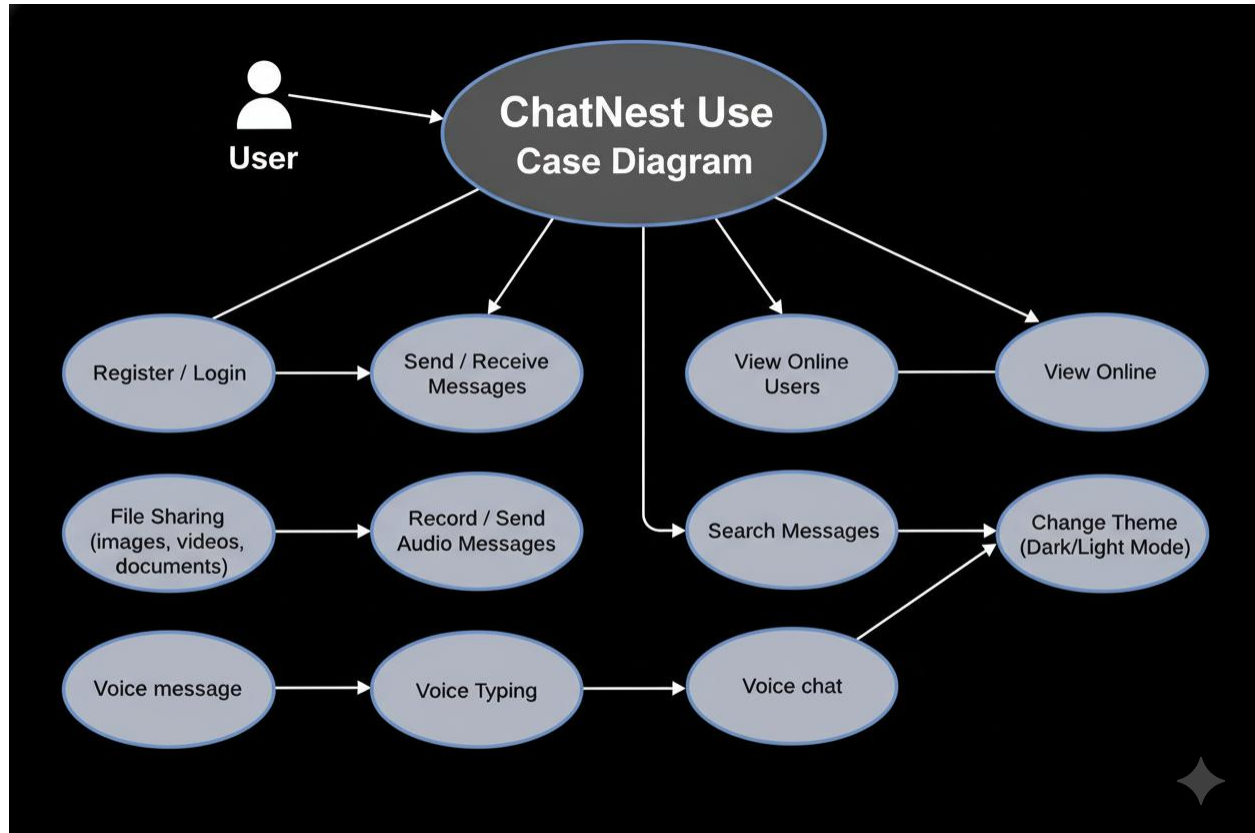 ChatNest Use
Case Diagram
User
Register / Login
Send / Receive
Messages
View Online
Users
View Online
File Sharing
(images, videos,
documents)
Record / Send
Audio Messages
Search Messages
Change Theme
(Dark/Light Mode)
Voice message
Voice Typing
Voice chat